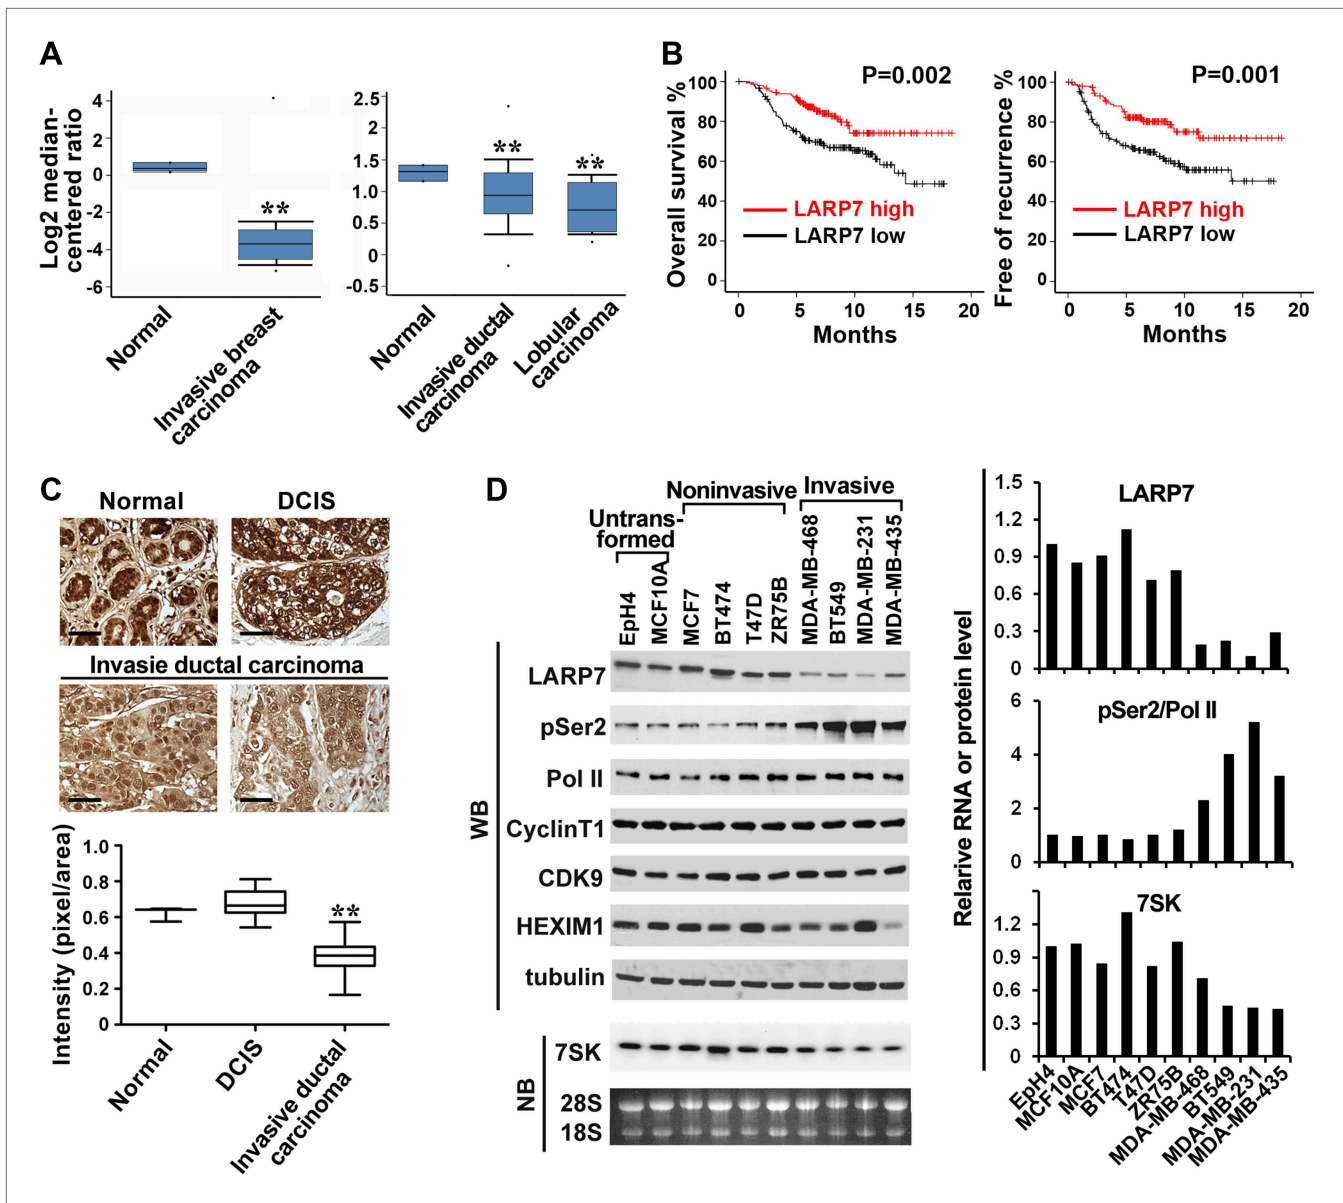 A
Log2 median-
centered ratio
4
2
0
-2
-4
-6
**
Normal
Invasive breast
carcinoma
2.5
2
1.5
1.0
0.5
0
-0.5
**
**
Normal
Invasive ductal
carcinoma
Lobular
carcinoma
B
Overall survival %
100
80
60
40
20
0
P=0.002
LARP7 high
LARP7 low
0 5 10 15 20
Months
Free of recurrence %
100
80
60
40
20
0
P=0.001
LARP7 high
LARP7 low
0 5 10 15 20
Months
C
Normal
DCIS
Invasie ductal carcinoma
Intensity (pixel/area)
1.0
0.8
0.6
0.4
0.2
0
**
Normal
DCIS
Invasive ductal
carcinoma
D
Untrans-
formed
Noninvasive
Invasive
EpH4
MCF10A
MCF7
BT474
T47D
ZR75B
MDA-MB-468
BT549
MDA-MB-231
MDA-MB-435
WB
LARP7
pSer2
Pol II
CyclinT1
CDK9
HEXIM1
tubulin
NB
7SK
28S
18S
Relarive RNA or protein level
LARP7
1.5
1.2
0.9
0.6
0.3
0
pSer2/Pol II
6
4
2
0
7SK
1.2
0.9
0.6
0.3
0
EpH4
MCF10A
MCF7
BT474
T47D
ZR75B
MDA-MB-468
BT549
MDA-MB-231
MDA-MB-435